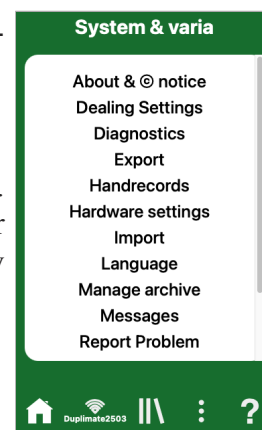 System & varia
About & © notice
Dealing Settings
Diagnostics
Export
Handrecords
Hardware settings
Import
Language
Manage archive
Messages
Report Problem
Duplimate2503
?